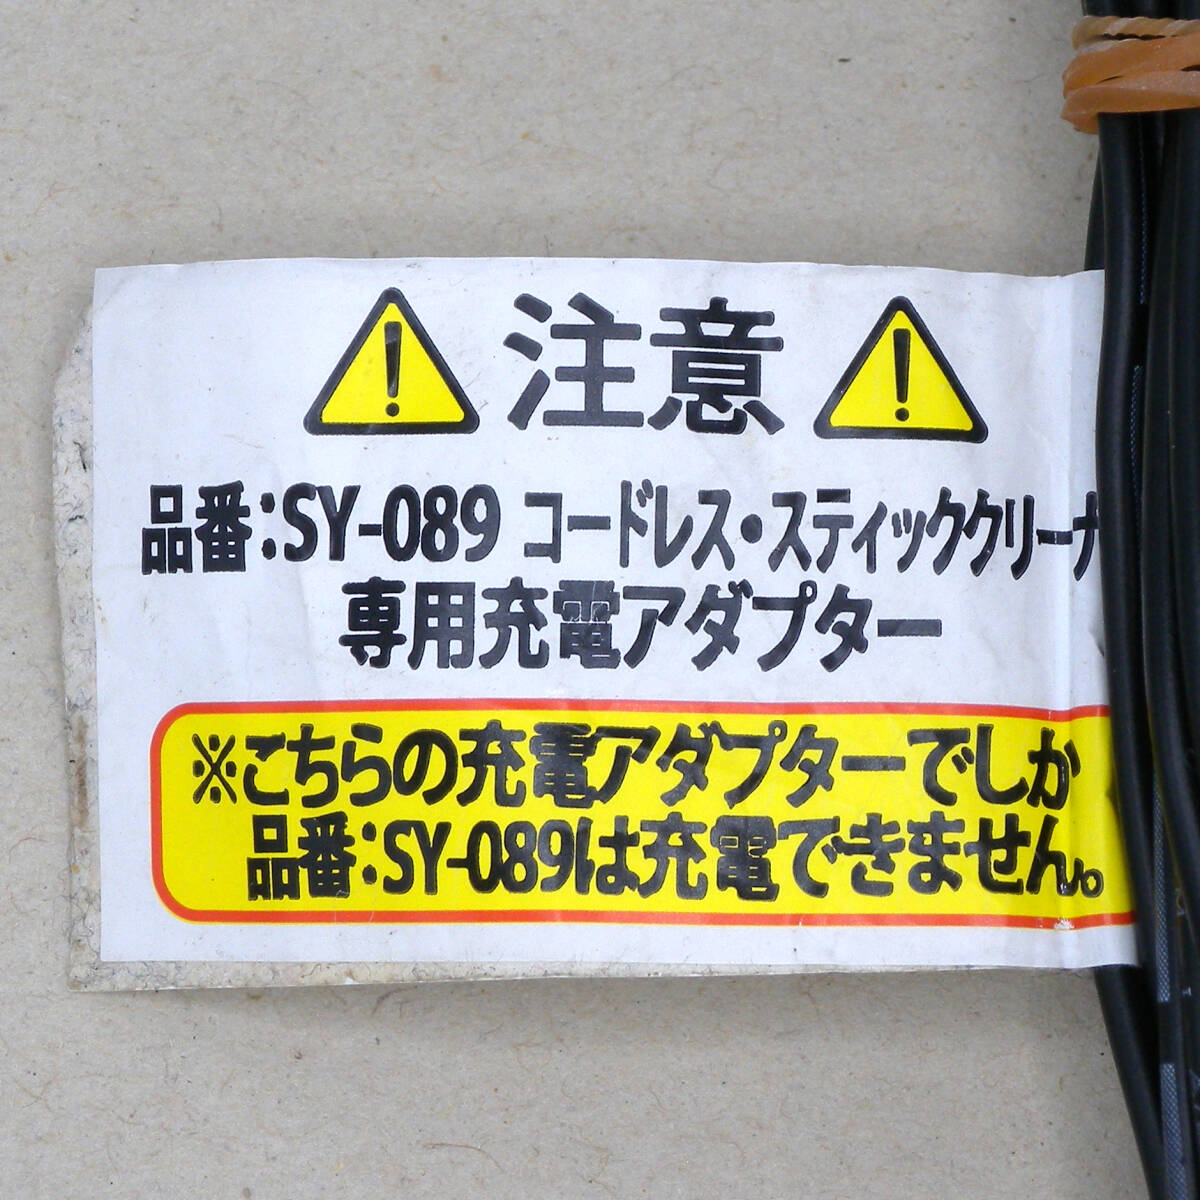 注意
品番:SY-089 コードレス・スティッククリーナ
専用充電アダプター
※こちらの充電アダプターでしか
品番:SY-089は充電できません。